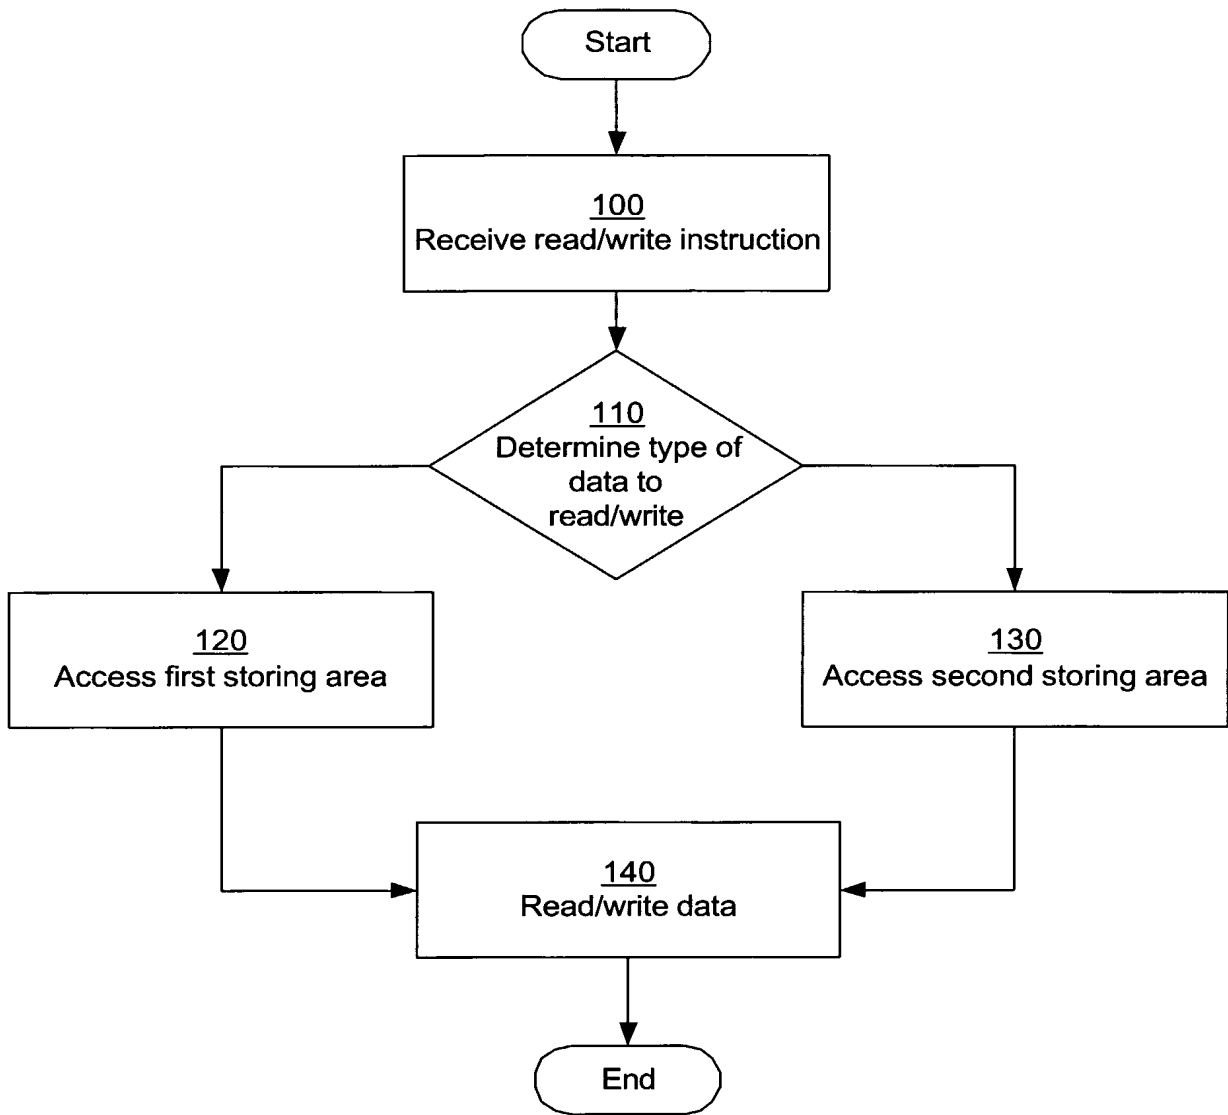 Start
100
Receive read/write instruction
110
Determine type of
data to
read/write
120
Access first storing area
130
Access second storing area
140
Read/write data
End